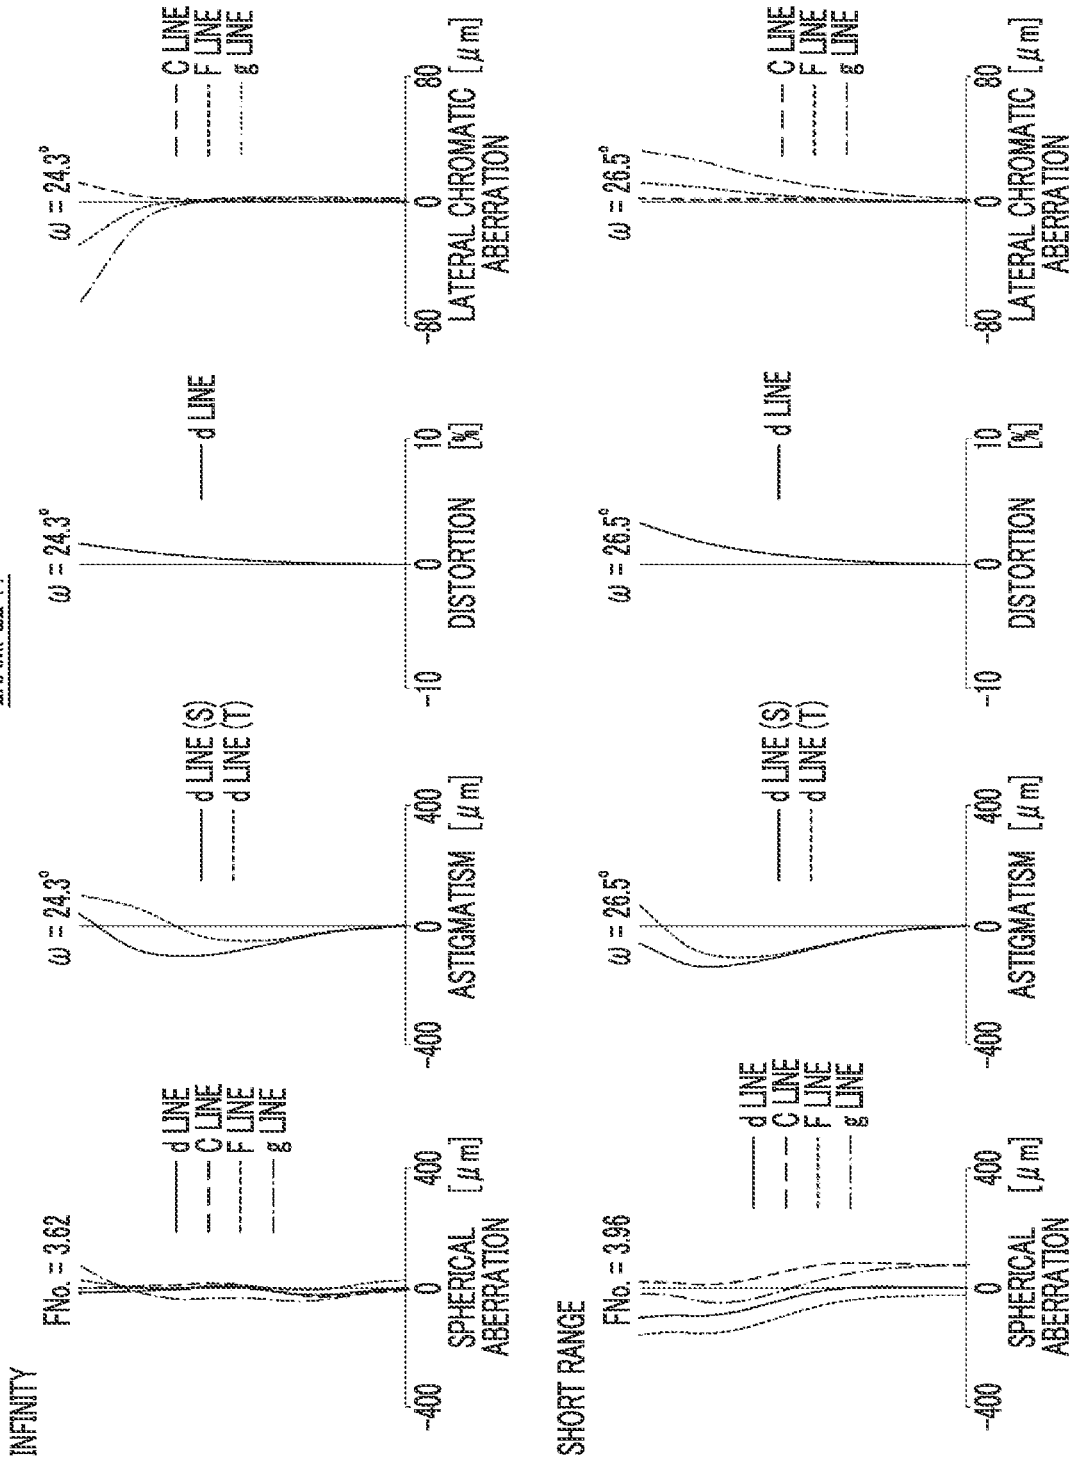 INFINITY
FNo. = 3.62
d LINE
C LINE
F LINE
g LINE
-400
0
400
SPHERICAL
ABERRATION
[μm]
ω = 24.3°
d LINE (S)
d LINE (T)
-400
0
400
ASTIGMATISM
[μm]
ω = 24.3°
d LINE
-10
0
10
DISTORTION
[%]
ω = 24.3°
C LINE
F LINE
g LINE
-80
0
80
LATERAL CHROMATIC
ABERRATION
[μm]
SHORT RANGE
FNo. = 3.96
d LINE
C LINE
F LINE
g LINE
-400
0
400
SPHERICAL
ABERRATION
[μm]
ω = 26.5°
d LINE (S)
d LINE (T)
-400
0
400
ASTIGMATISM
[μm]
ω = 26.5°
d LINE
-10
0
10
DISTORTION
[%]
ω = 26.5°
C LINE
F LINE
g LINE
-80
0
80
LATERAL CHROMATIC
ABERRATION
[μm]